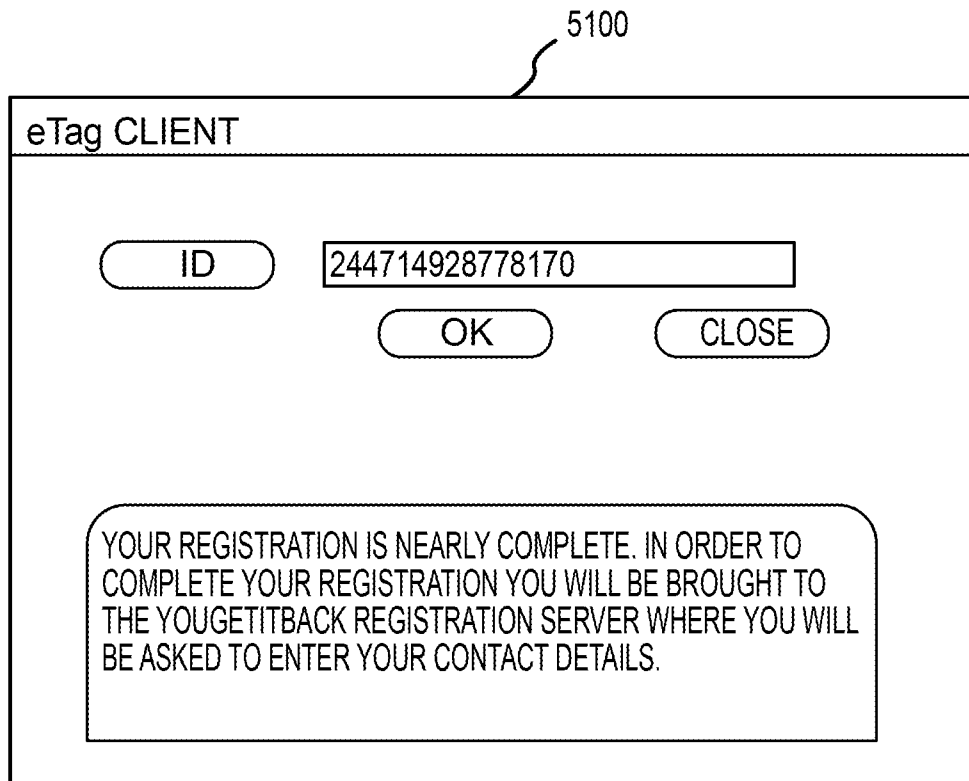 5100
eTag CLIENT
ID 244714928778170
OK CLOSE
YOUR REGISTRATION IS NEARLY COMPLETE. IN ORDER TO
COMPLETE YOUR REGISTRATION YOU WILL BE BROUGHT TO
THE YOUGETITBACK REGISTRATION SERVER WHERE YOU WILL
BE ASKED TO ENTER YOUR CONTACT DETAILS.